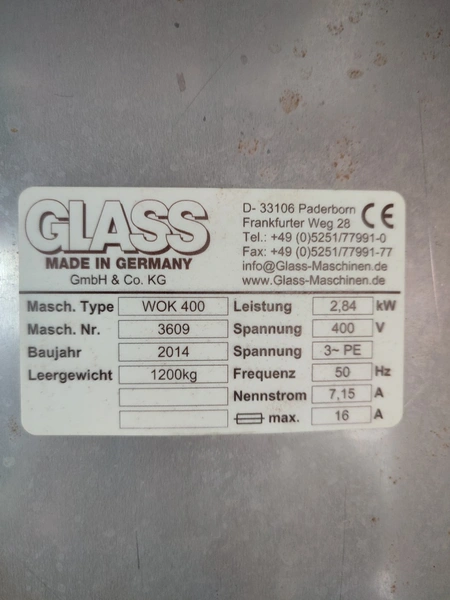 GLASS
MADE IN GERMANY
GmbH & Co. KG
D- 33106 Paderborn
Frankfurter Weg 28
Tel.: +49 (0)5251/77991-0
Fax: +49 (0)5251/77991-77
info@Glass-Maschinen.de
www.Glass-Maschinen.de
CE
Masch. Type WOK 400
Masch. Nr. 3609
Baujahr 2014
Leergewicht 1200kg
Leistung 2,84 kW
Spannung 400 V
Spannung 3~ PE
Frequenz 50 Hz
Nennstrom 7,15 A
max. 16 A